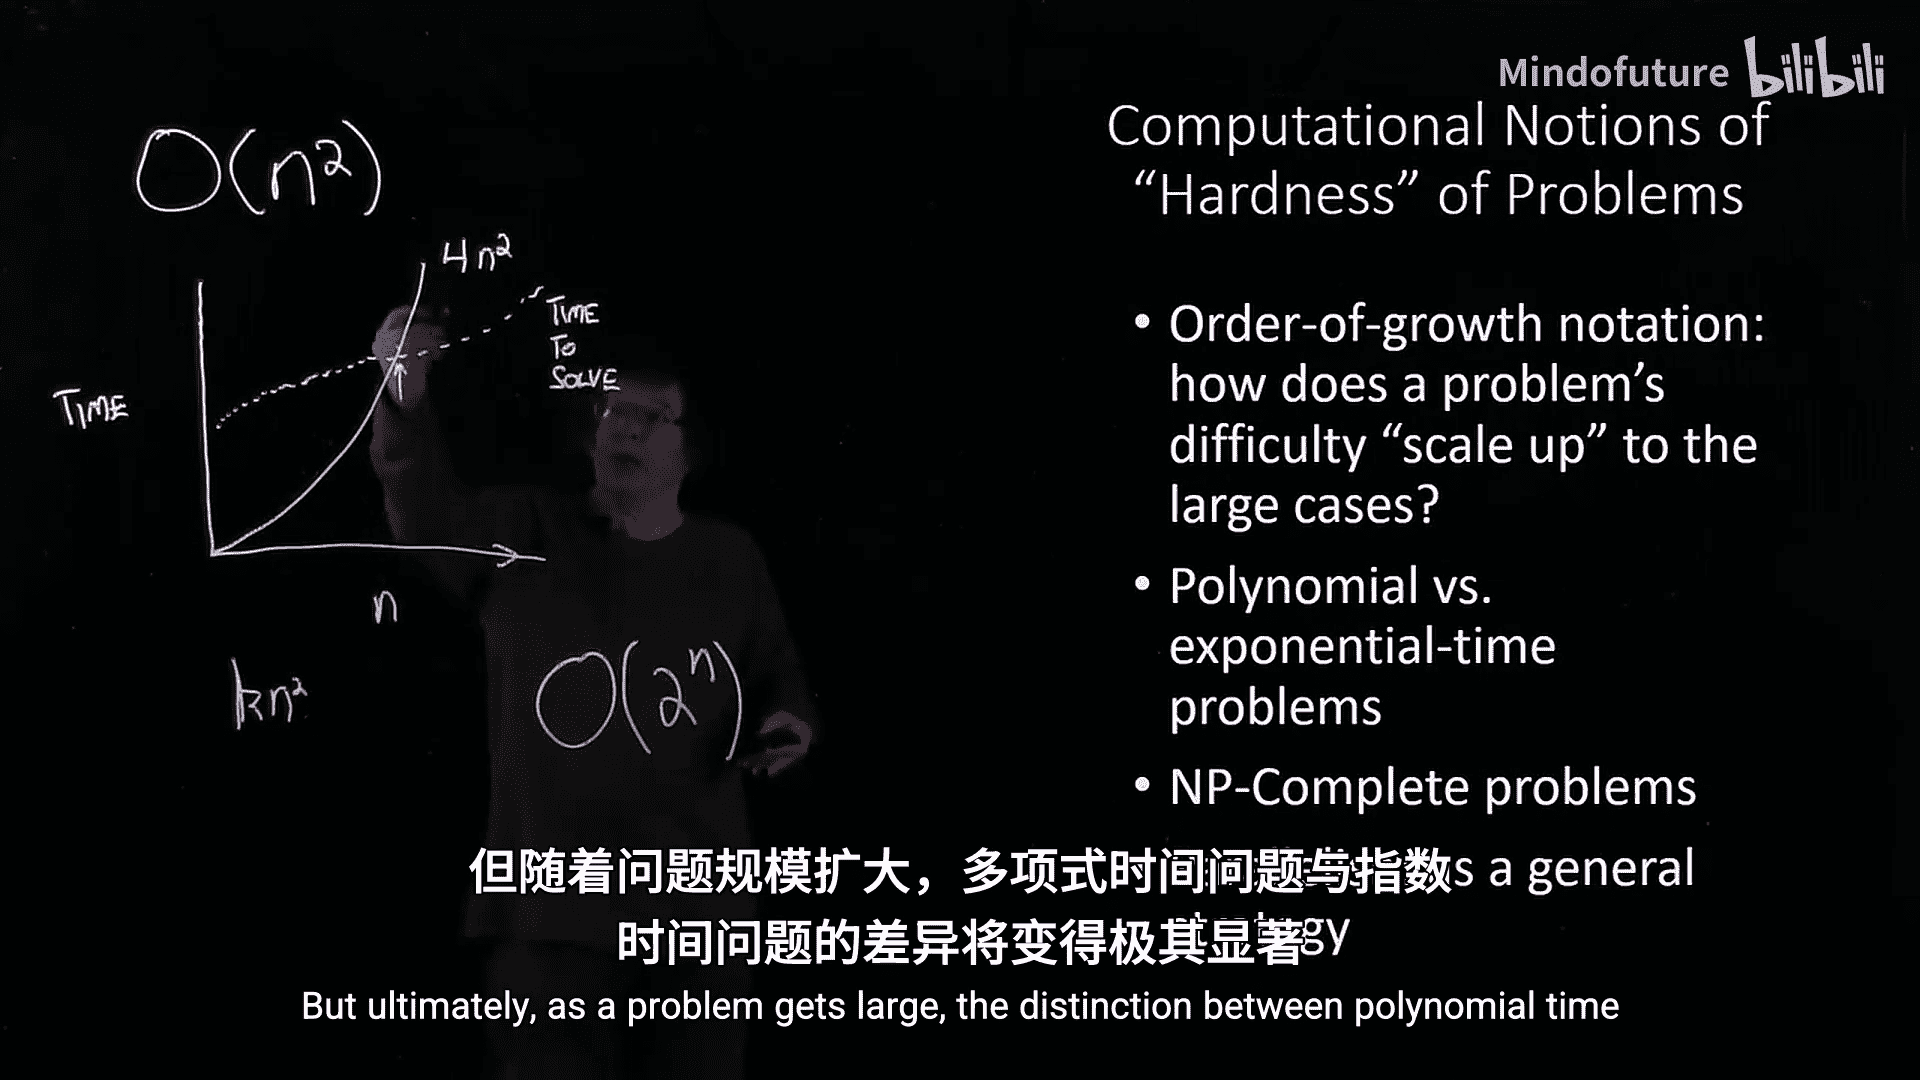 Mindofuture bilibili
O(n²)
4n²
TIME
TO
SOLVE
TIME
n
kn²
O(2ⁿ)
Computational Notions of
“Hardness” of Problems
• Order-of-growth notation:
how does a problem’s
difficulty “scale up” to the
large cases?
• Polynomial vs.
exponential-time
problems
• NP-Complete problems
s a general
gy
但随着问题规模扩大，多项式时间问题与指数
时间问题的差异将变得极其显著
But ultimately, as a problem gets large, the distinction between polynomial time